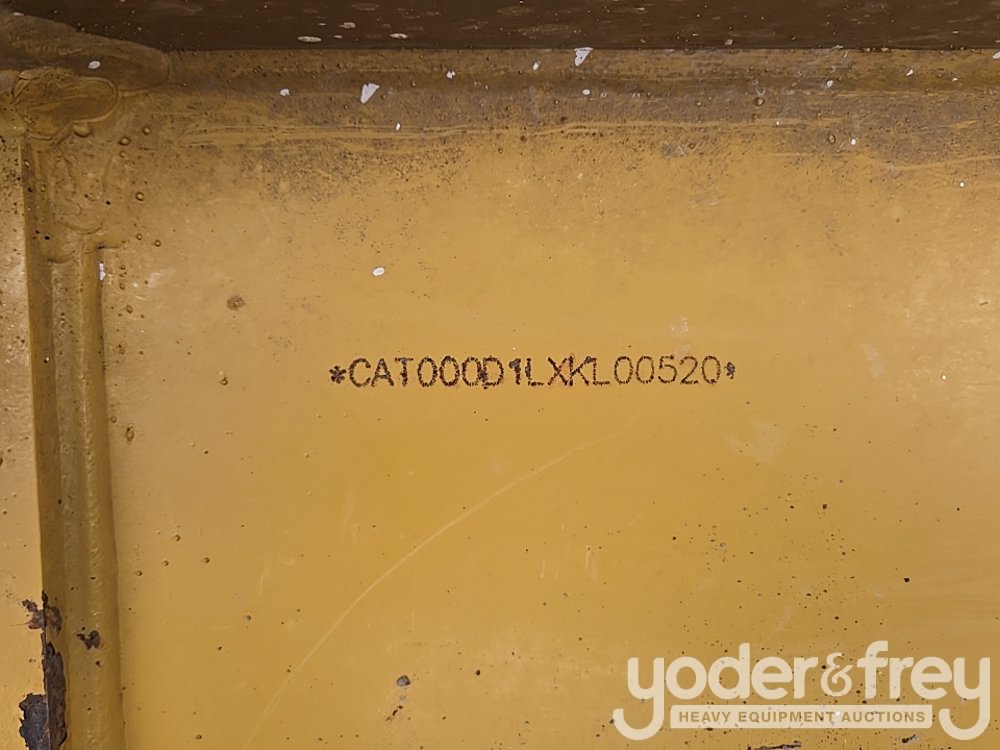 *CAT000D1LXKL00520*
yoder&frey
HEAVY EQUIPMENT AUCTIONS